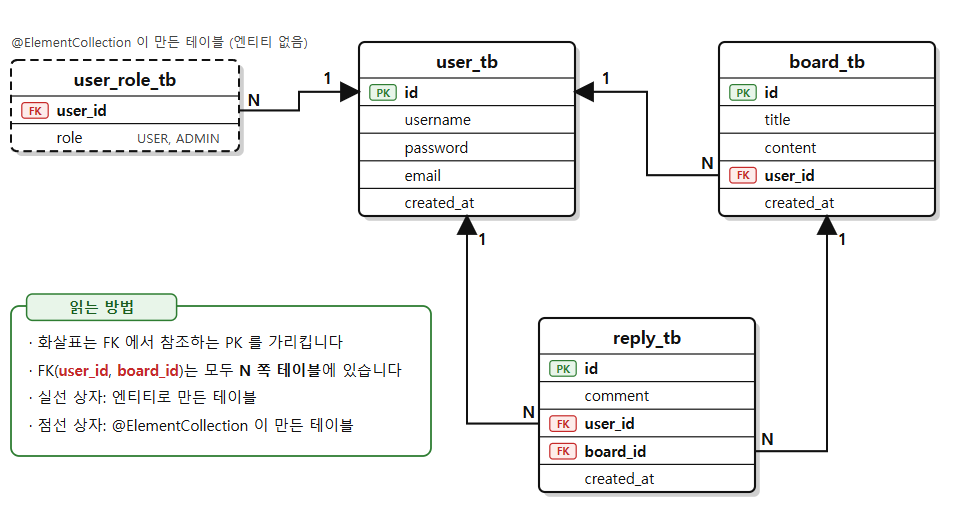 @ElementCollection 이 만든 테이블 (엔티티 없음)
user_role_tb
FK user_id
role USER, ADMIN
N
1
user_tb
PK id
username
password
email
created_at
1
N
board_tb
PK id
title
content
FK user_id
created_at
1
1
읽는 방법
· 화살표는 FK 에서 참조하는 PK 를 가리킵니다
· FK(user_id, board_id)는 모두 N 쪽 테이블에 있습니다
· 실선 상자: 엔티티로 만든 테이블
· 점선 상자: @ElementCollection 이 만든 테이블
reply_tb
PK id
comment
N
FK user_id
FK board_id
N
created_at